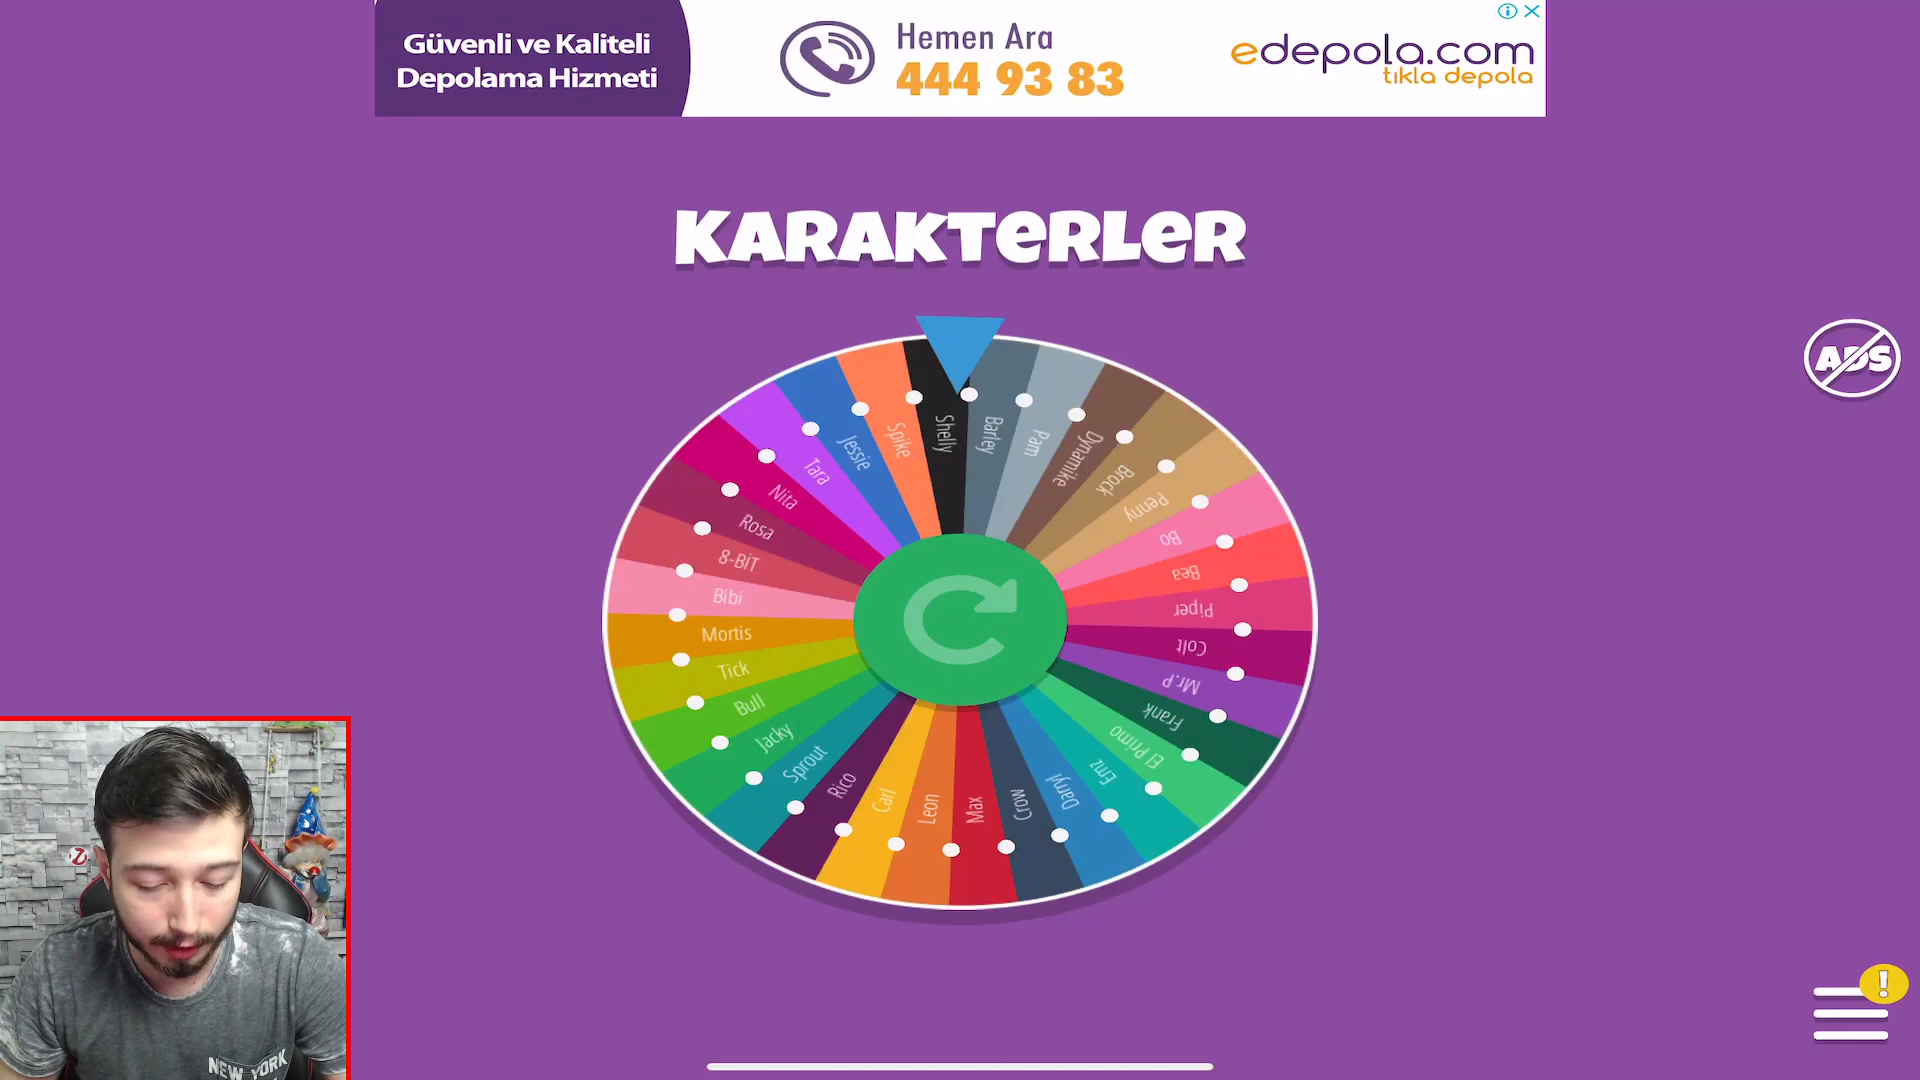 Güvenli ve Kaliteli
Depolama Hizmeti
Hemen Ara
444 93 83
edepola.com
tıkla depola
KARAKTERLER
ADS
Shelly
Barley
Pam
Dynamike
Brock
Penny
Bo
Bea
Piper
Colt
Mr.P
Frank
El Primo
Emz
Darryl
Crow
Max
Leon
Carl
Rico
Sprout
Jacky
Bull
Tick
Mortis
Bibi
8-BİT
Rosa
Nita
Tara
Jessie
Spike
!
NEW YORK